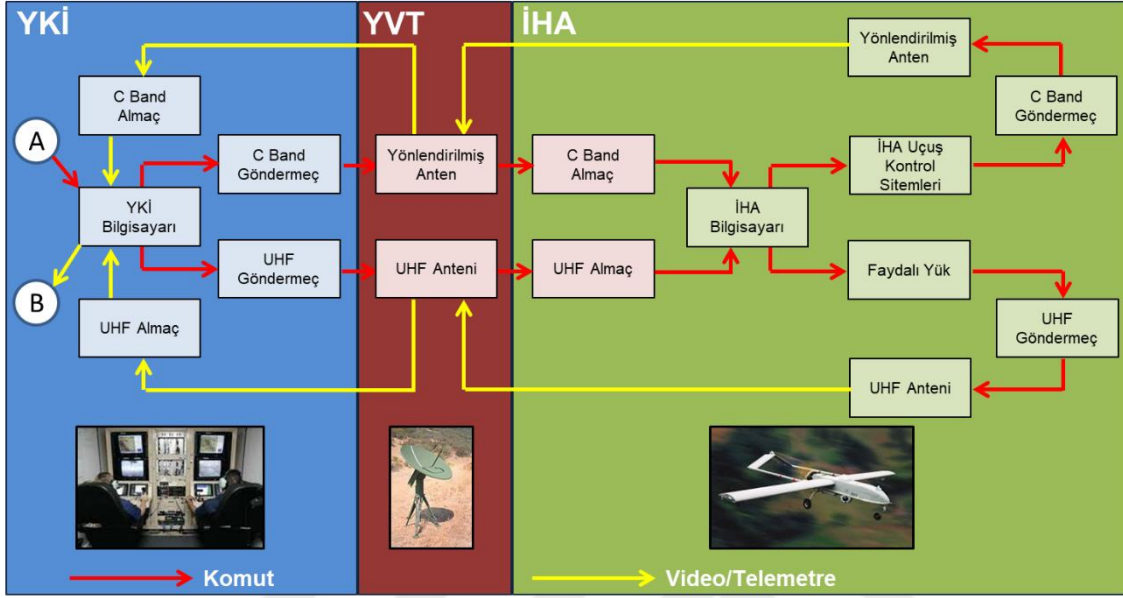 YKİ
YVT
İHA
C Band
Almaç
A
YKİ
Bilgisayarı
B
UHF Almaç
C Band
Göndermeç
UHF
Göndermeç
Yönlendirilmiş
Anten
UHF Anteni
C Band
Almaç
UHF Almaç
İHA
Bilgisayarı
Yönlendirilmiş
Anten
C Band
Göndermeç
İHA Uçuş
Kontrol
Sitemleri
Faydalı Yük
UHF
Göndermeç
UHF Anteni
Komut
Video/Telemetre